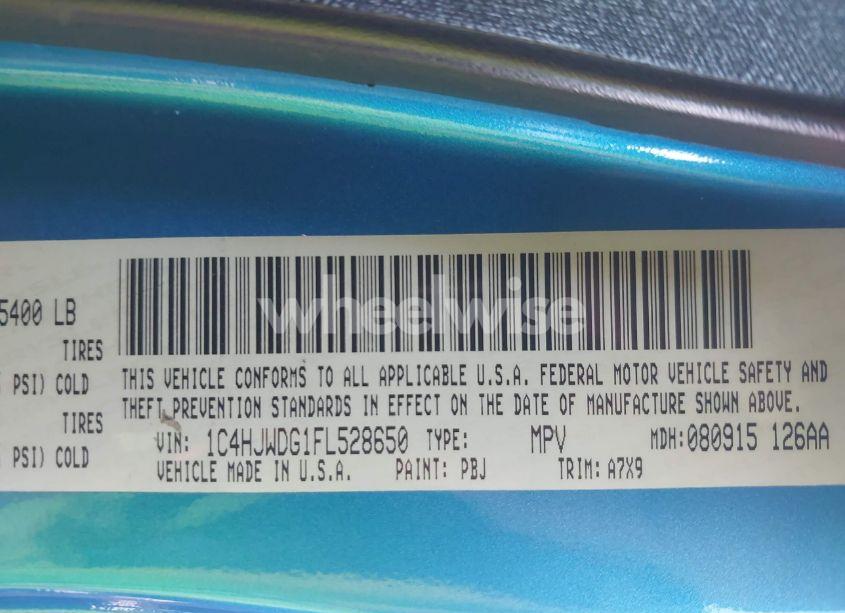 5400 LB
TIRES
PSI) COLD
TIRES
PSI) COLD
wheelwise
THIS VEHICLE CONFORMS TO ALL APPLICABLE U.S.A. FEDERAL MOTOR VEHICLE SAFETY AND
THEFT PREVENTION STANDARDS IN EFFECT ON THE DATE OF MANUFACTURE SHOWN ABOVE.
VIN: 1C4HJWDG1FL528650 TYPE: MPV MDH:080915 126AA
VEHICLE MADE IN U.S.A. PAINT: PBJ TRIM: A7X9